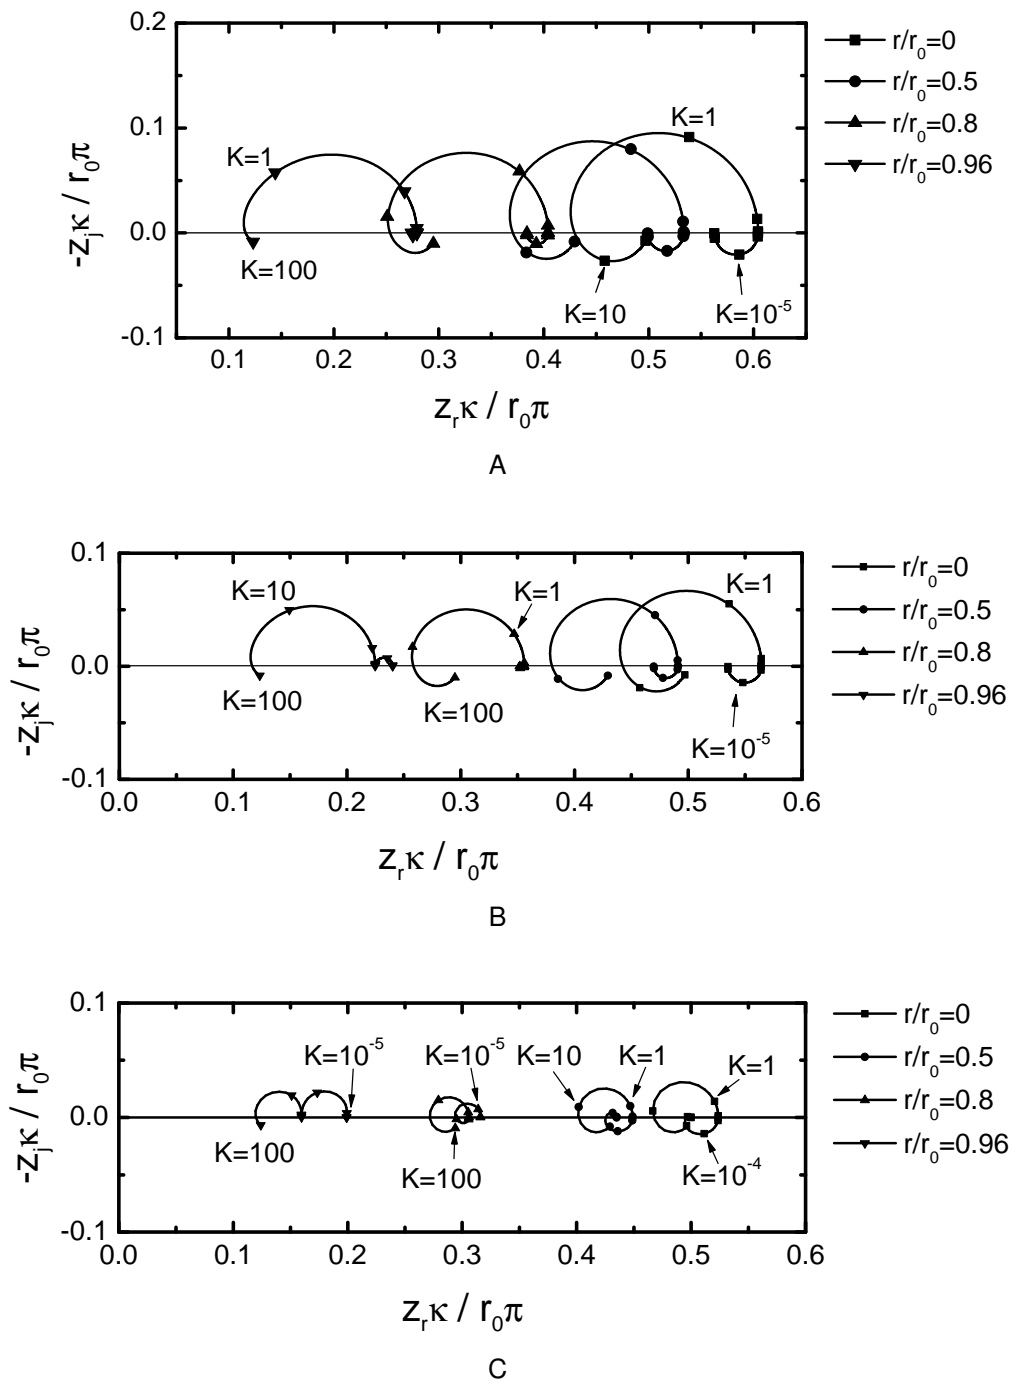 0.2
0.1
0.0
-0.1
-z_jκ / r_0π
K=1
K=1
K=100
K=10
K=10^-5
r/r_0=0
r/r_0=0.5
r/r_0=0.8
r/r_0=0.96
0.1 0.2 0.3 0.4 0.5 0.6
z_rκ / r_0π
A
0.1
0.0
-0.1
-z_jκ / r_0π
K=10
K=1
K=1
K=100
K=100
K=10^-5
r/r_0=0
r/r_0=0.5
r/r_0=0.8
r/r_0=0.96
0.0 0.1 0.2 0.3 0.4 0.5 0.6
z_rκ / r_0π
B
0.1
0.0
-0.1
-z_jκ / r_0π
K=10^-5
K=10^-5
K=10
K=1
K=1
K=100
K=100
K=10^-4
r/r_0=0
r/r_0=0.5
r/r_0=0.8
r/r_0=0.96
0.0 0.1 0.2 0.3 0.4 0.5 0.6
z_rκ / r_0π
C